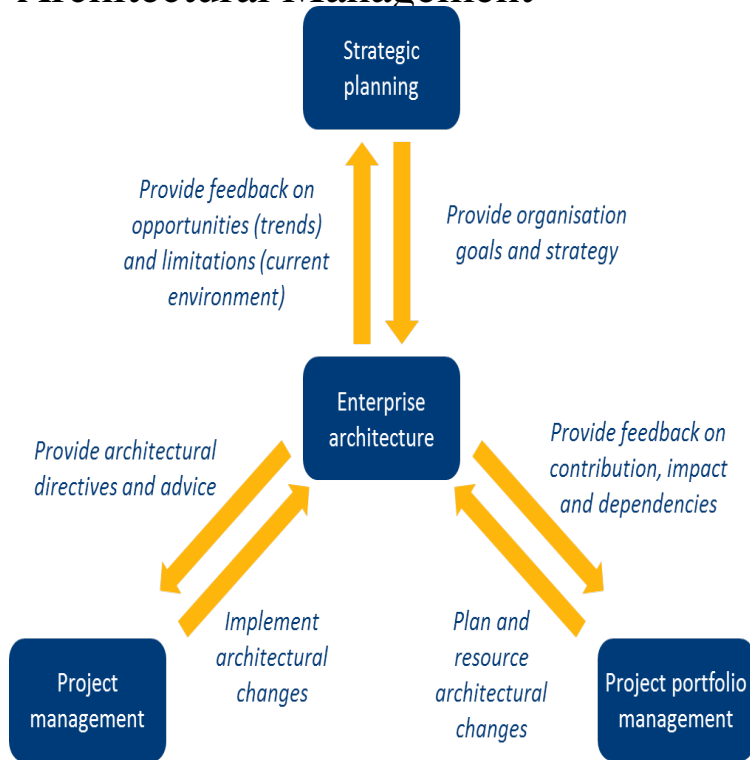 Architectural Management
Strategic
planning
Provide feedback on
opportunities (trends)
and limitations (current
environment)
Provide organisation
goals and strategy
Enterprise
architecture
Provide architectural
directives and advice
Provide feedback on
contribution, impact
and dependencies
Implement
architectural
changes
Plan and
resource
architectural
changes
Project
management
Project portfolio
management